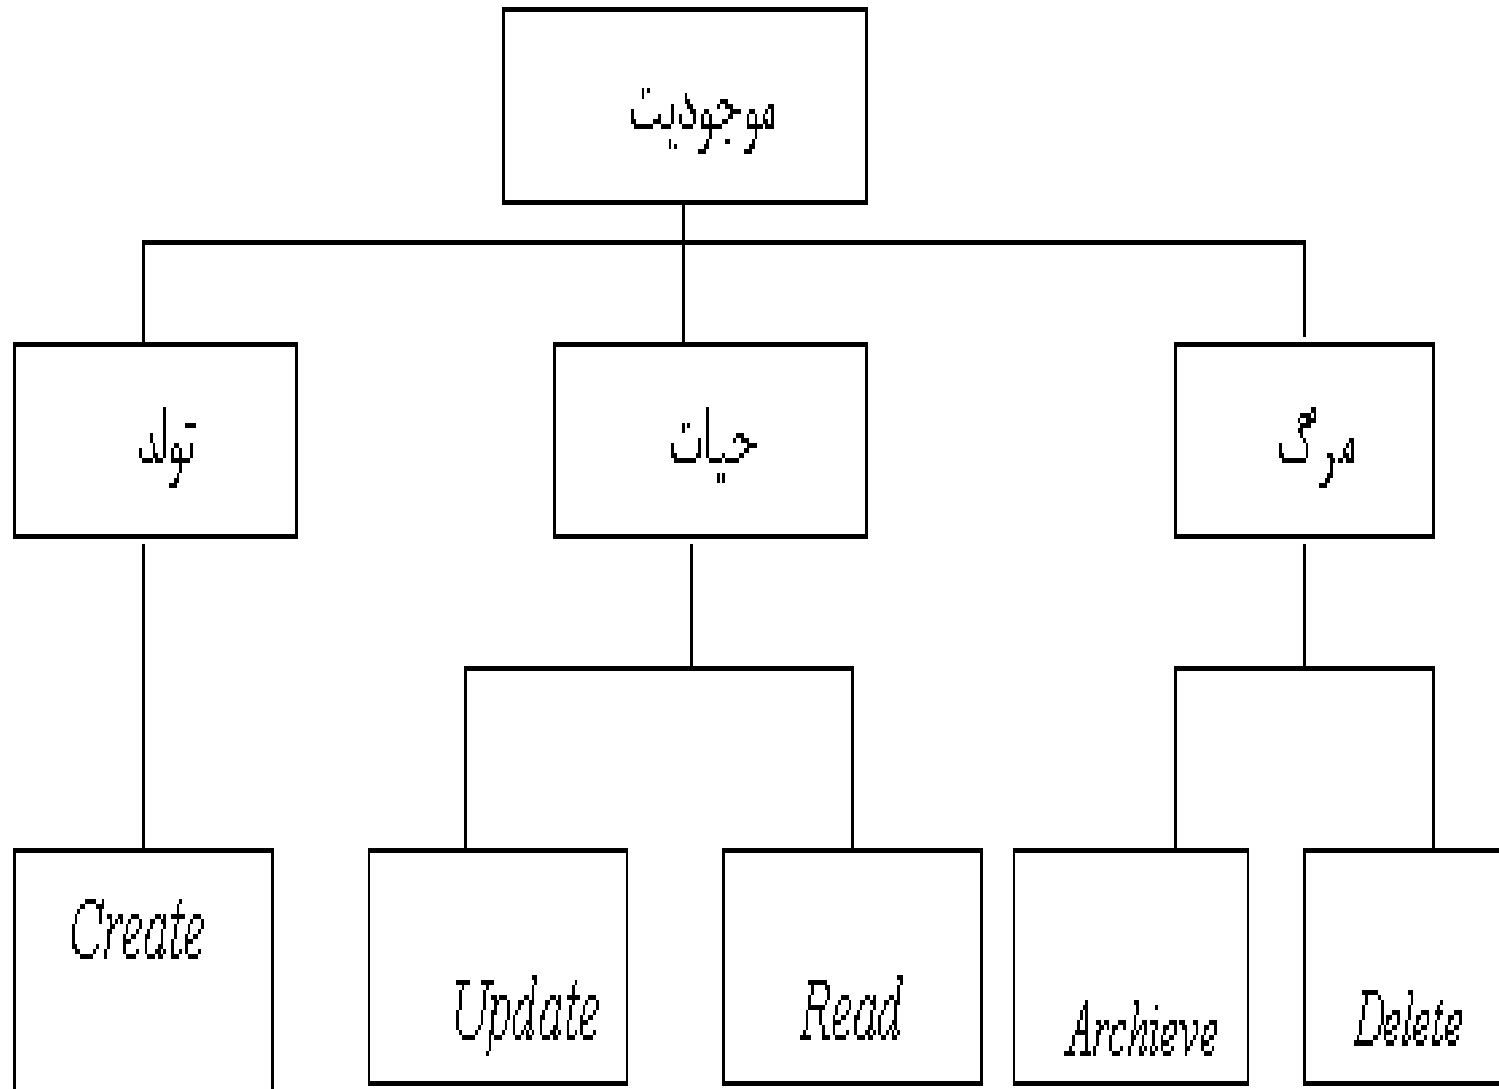 موجودیت
تولد
حیات
مرگ
Create
Update
Read
Archieve
Delete